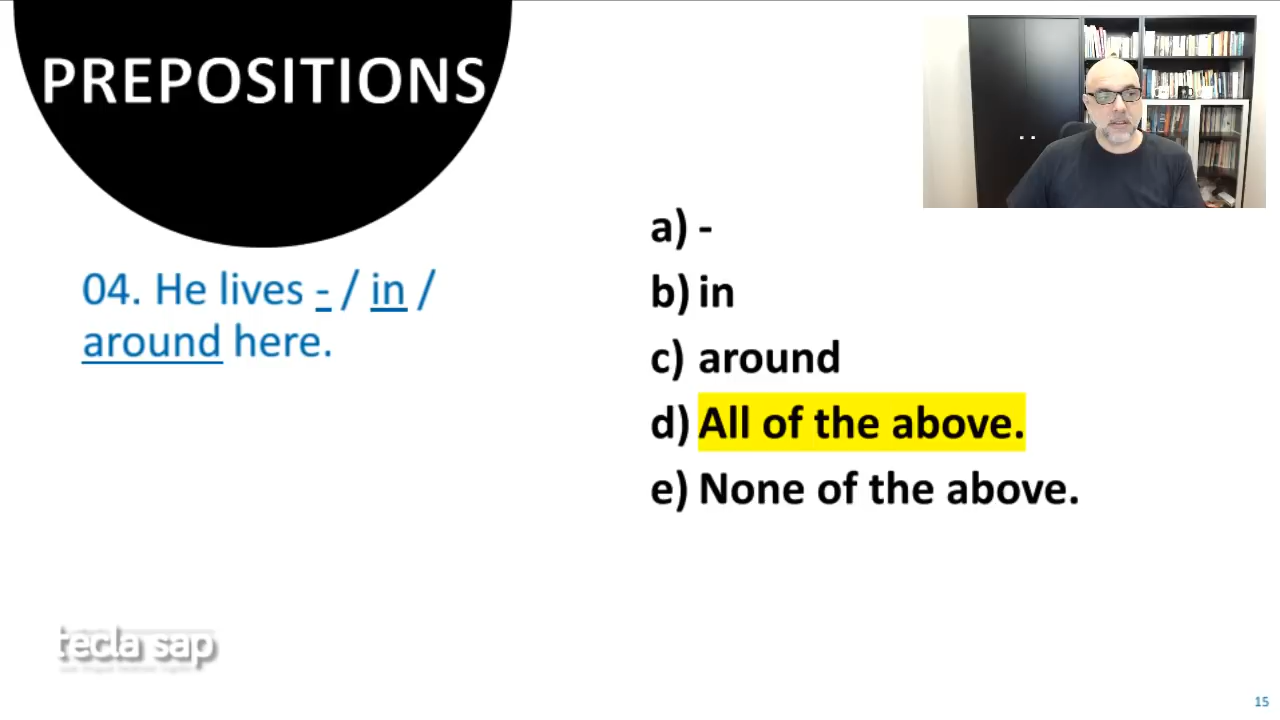 PREPOSITIONS
04. He lives - / in /
around here.
a) -
b) in
c) around
d) All of the above.
e) None of the above.
tecla sap
15